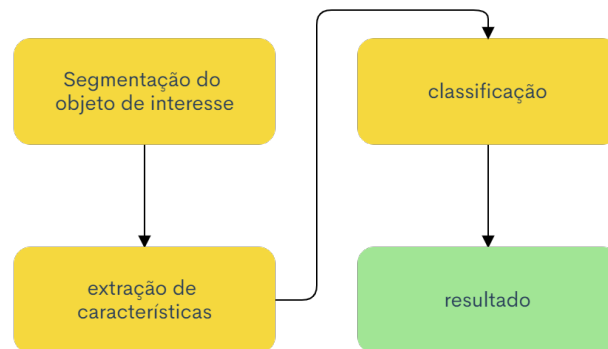 Segmentação do
objeto de interesse
extração de
características
classificação
resultado